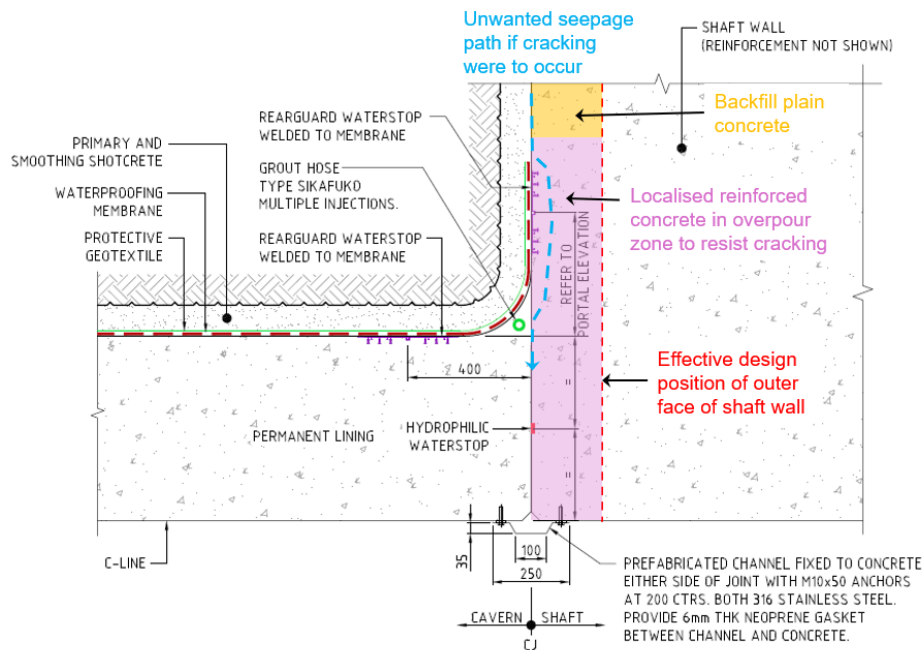 Unwanted seepage
path if cracking
were to occur
SHAFT WALL
(REINFORCEMENT NOT SHOWN)
Backfill plain
concrete
REARGUARD WATERSTOP
WELDED TO MEMBRANE
PRIMARY AND
SMOOTHING SHOTCRETE
GROUT HOSE
TYPE SIKAFUKO
MULTIPLE INJECTIONS.
WATERPROOFING
MEMBRANE
Localised reinforced
concrete in overpour
zone to resist cracking
PROTECTIVE
GEOTEXTILE
REARGUARD WATERSTOP
WELDED TO MEMBRANE
REFER TO
PORTAL ELEVATION
400
Effective design
position of outer
face of shaft wall
PERMANENT LINING
HYDROPHILIC
WATERSTOP
=
=
C-LINE
35
100
250
PREFABRICATED CHANNEL FIXED TO CONCRETE
EITHER SIDE OF JOINT WITH M10x50 ANCHORS
AT 200 CTRS. BOTH 316 STAINLESS STEEL.
PROVIDE 6mm THK NEOPRENE GASKET
BETWEEN CHANNEL AND CONCRETE.
CAVERN
SHAFT
CJ